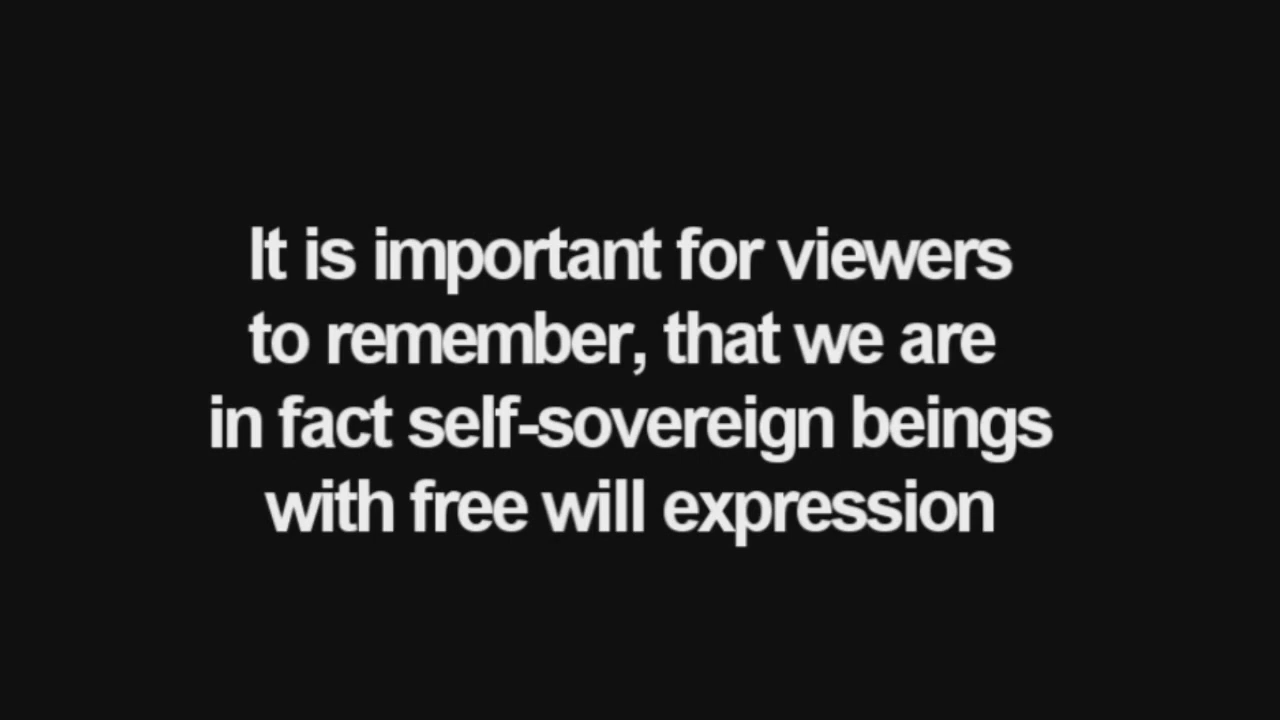 It is important for viewers
to remember, that we are
in fact self-sovereign beings
with free will expression